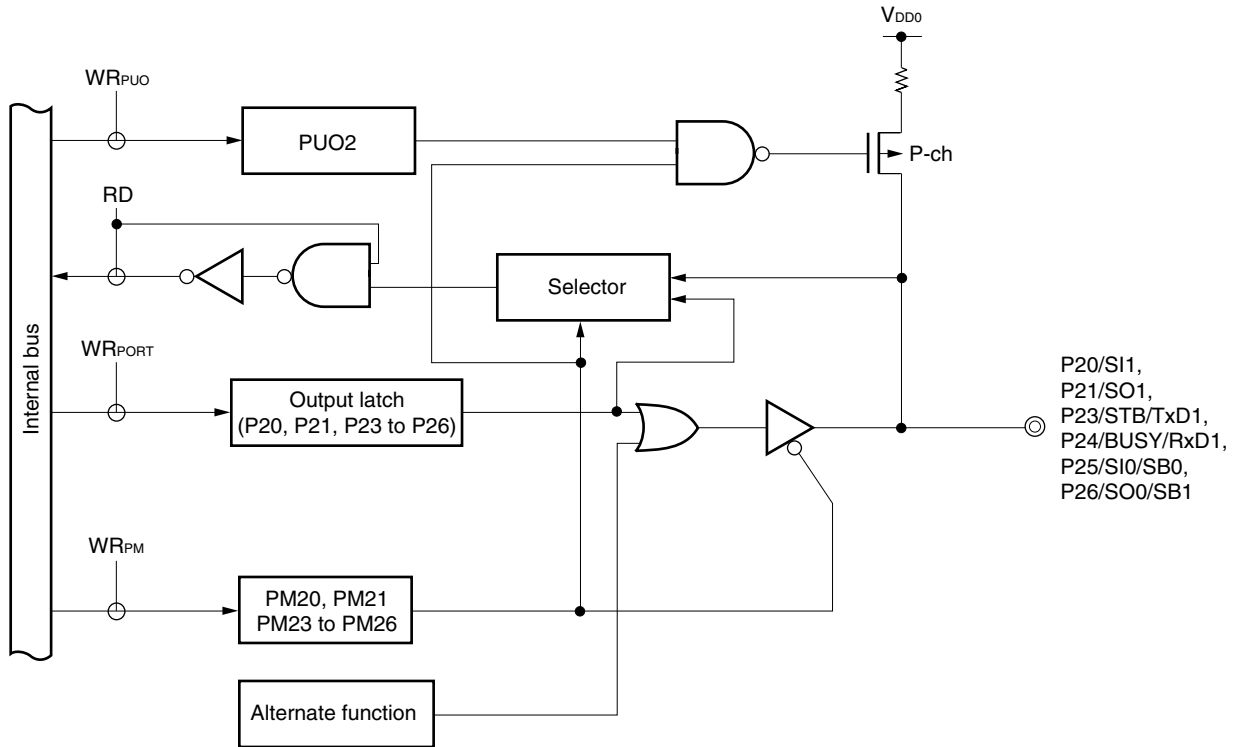 VDD0
WRPUO
PUO2
P-ch
RD
Selector
Internal bus
WRPORT
Output latch
(P20, P21, P23 to P26)
P20/SI1,
P21/SO1,
P23/STB/TxD1,
P24/BUSY/RxD1,
P25/SI0/SB0,
P26/SO0/SB1
WRPM
PM20, PM21
PM23 to PM26
Alternate function